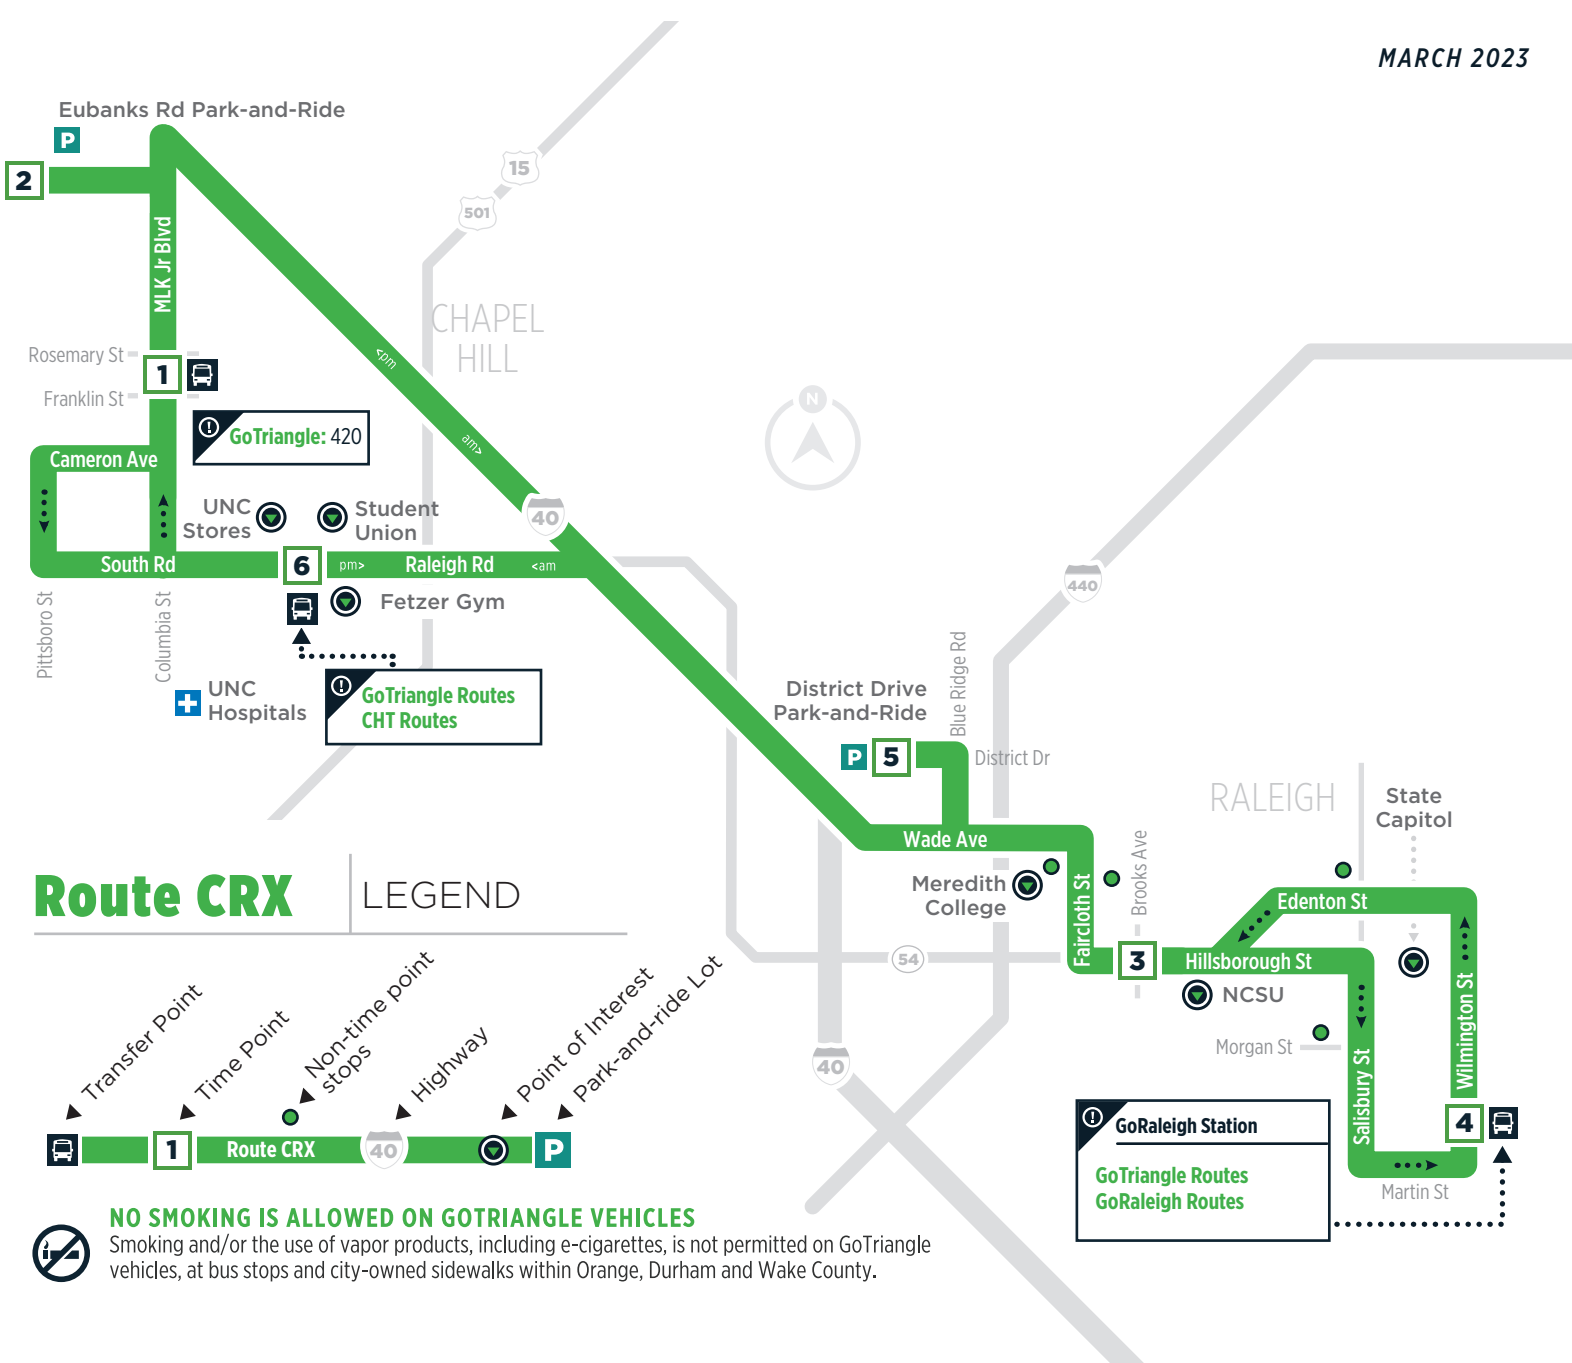 MARCH 2023
Eubanks Rd Park-and-Ride
P
2
15
501
MLK Jr Blvd
CHAPEL
HILL
<pm
am>
Rosemary St
1
Franklin St
GoTriangle: 420
Cameron Ave
UNC
Stores
Student
Union
40
South Rd
6
pm>
Raleigh Rd
<am
Fetzer Gym
Pittsboro St
Columbia St
UNC
Hospitals
GoTriangle Routes
CHT Routes
N
440
District Drive
Park-and-Ride
Blue Ridge Rd
P
5
District Dr
RALEIGH
State
Capitol
Wade Ave
Meredith
College
Faircloth St
Brooks Ave
Edenton St
54
3
Hillsborough St
NCSU
Morgan St
40
Salisbury St
Wilmington St
4
GoRaleigh Station
GoTriangle Routes
GoRaleigh Routes
Martin St
Route CRX
LEGEND
Transfer Point
Time Point
Non-time point
stops
Highway
Point of Interest
Park-and-ride Lot
1
Route CRX
40
P
NO SMOKING IS ALLOWED ON GOTRIANGLE VEHICLES
Smoking and/or the use of vapor products, including e-cigarettes, is not permitted on GoTriangle
vehicles, at bus stops and city-owned sidewalks within Orange, Durham and Wake County.